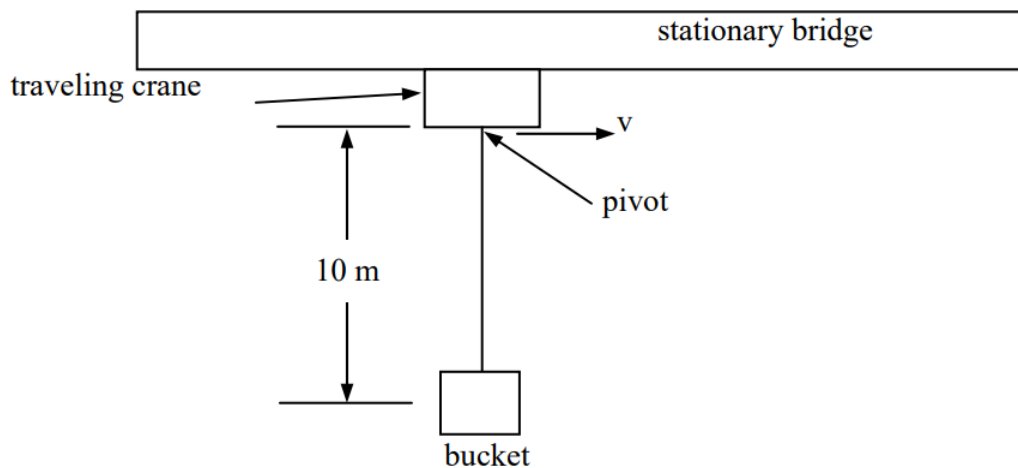 stationary bridge
traveling crane
v
pivot
10 m
bucket